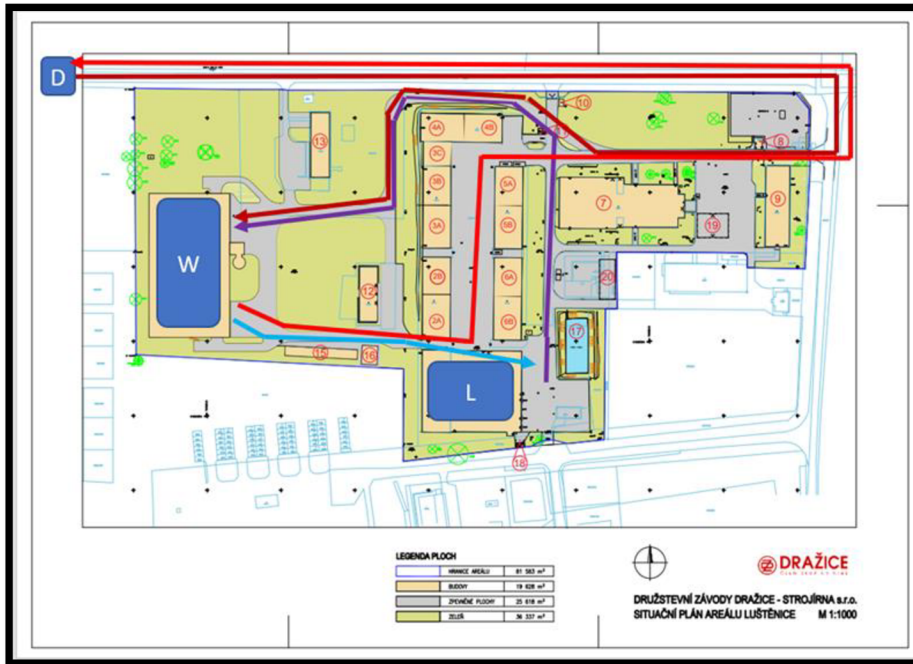 D
10
4A
4B
13
8
3C
3B
5A
7
9
3A
5B
19
W
2B
6A
20
12
2A
6B
17
15
16
L
18
LEGENDA PLOCH
HRANICE AREÁLU 81 583 m²
BUDOVY 19 628 m²
ZPEVNĚNÉ PLOCHY 25 618 m²
ZELEŇ 36 337 m²
DRAŽICE
DRUŽSTEVNÍ ZÁVODY DRAŽICE - STROJÍRNA s.r.o.
SITUAČNÍ PLÁN AREÁLU LUŠTĚNICE M 1:1000